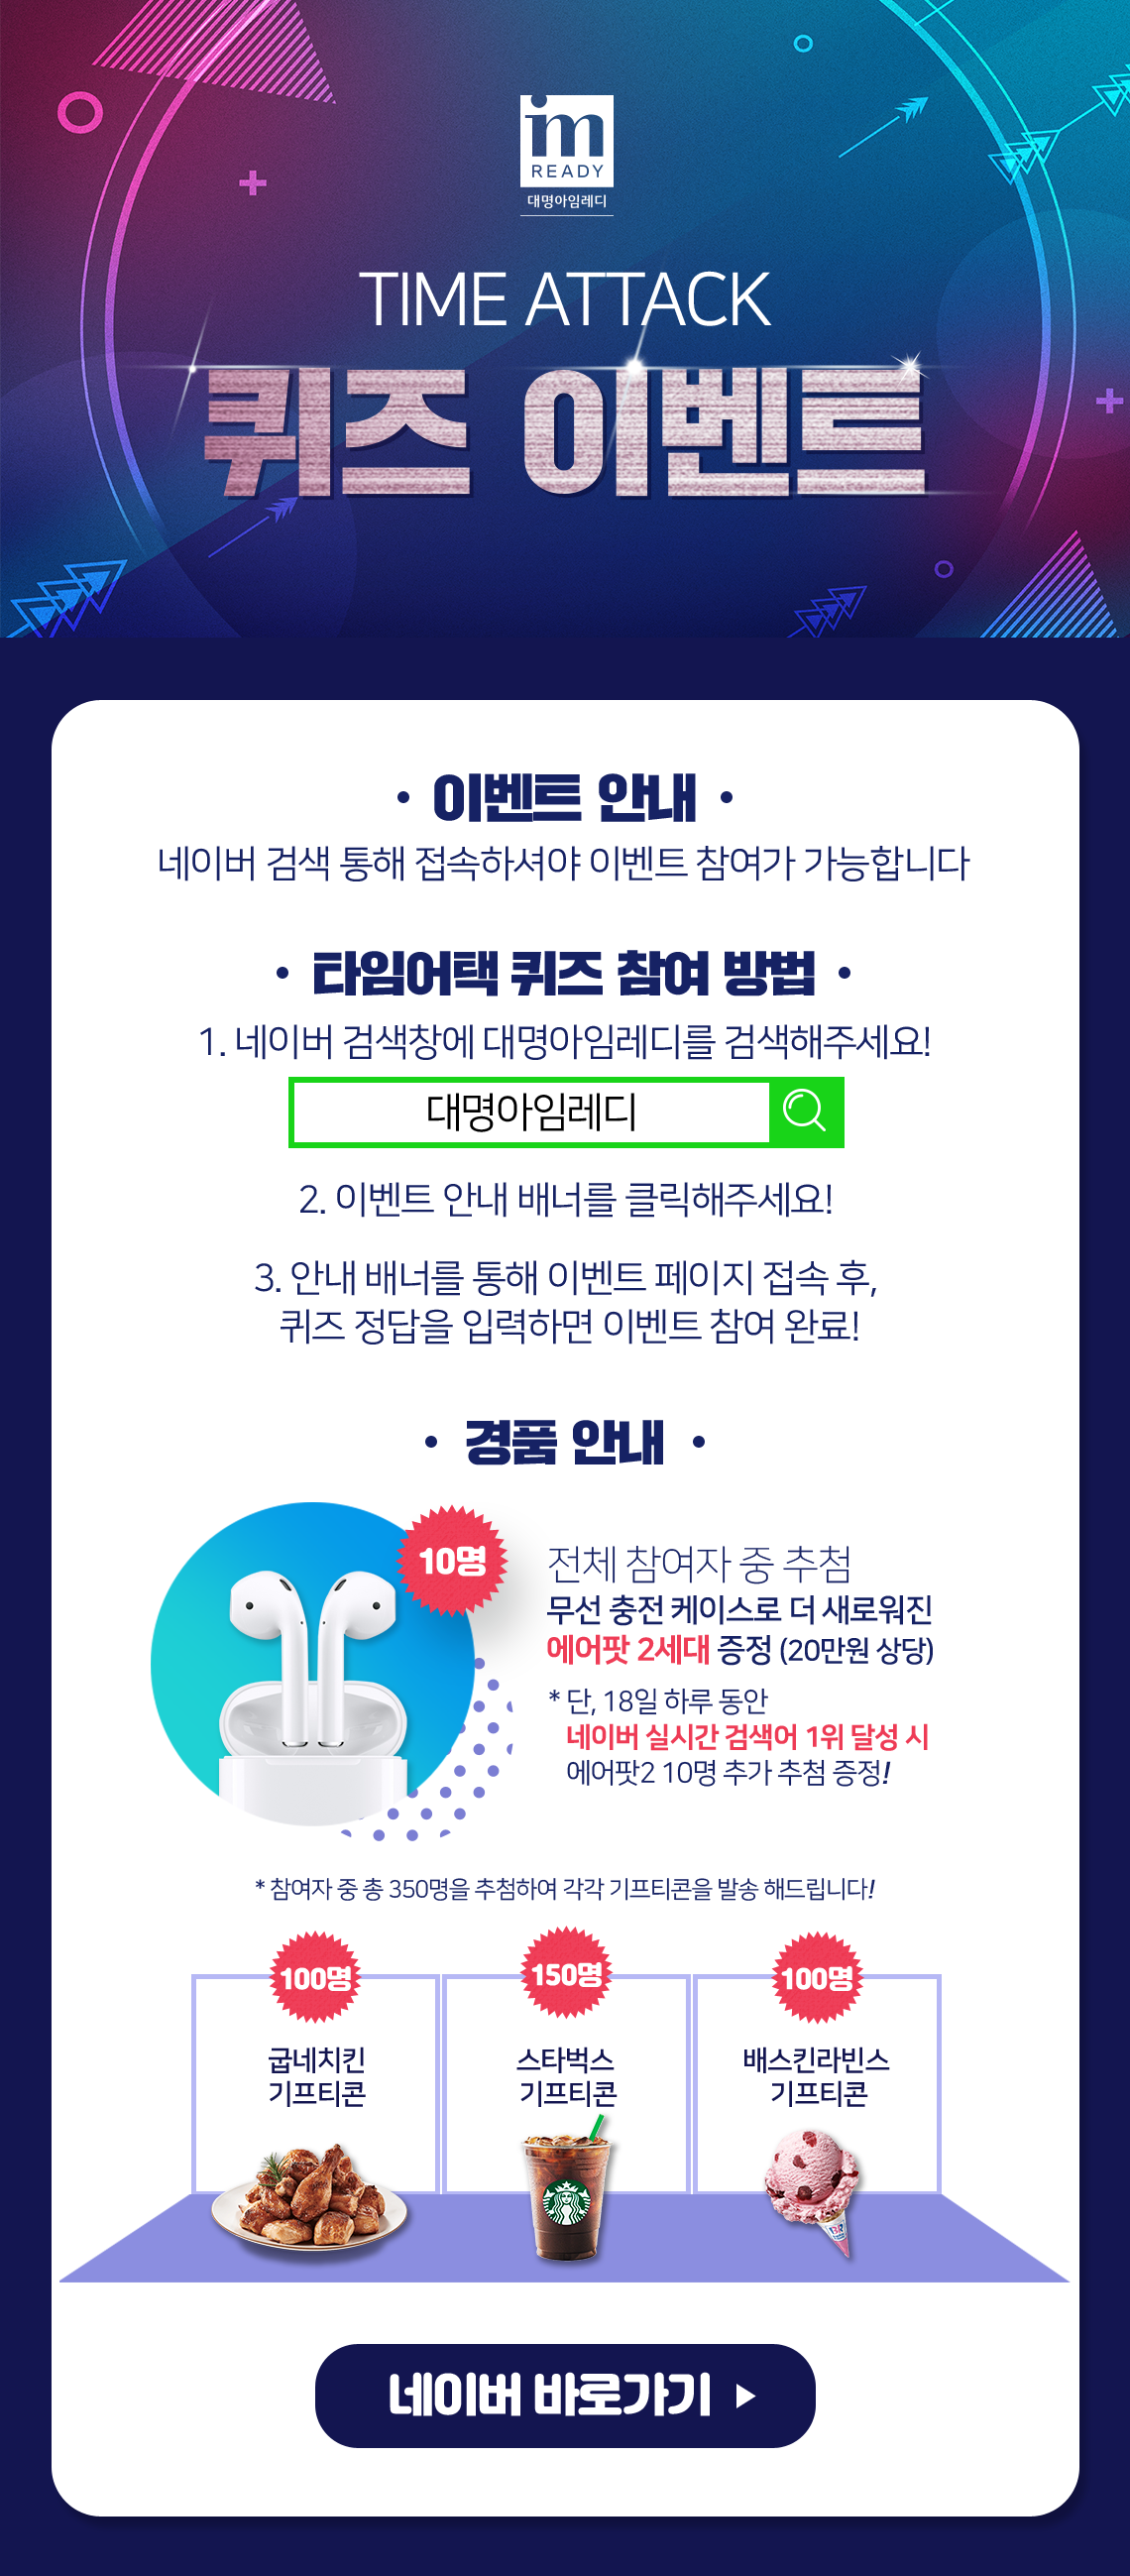 im
READY
대명아임레디
TIME ATTACK
퀴즈 이벤트
• 이벤트 안내 •
네이버 검색 통해 접속하셔야 이벤트 참여가 가능합니다
• 타임어택 퀴즈 참여 방법 •
1. 네이버 검색창에 대명아임레디를 검색해주세요!
대명아임레디
2. 이벤트 안내 배너를 클릭해주세요!
3. 안내 배너를 통해 이벤트 페이지 접속 후,
퀴즈 정답을 입력하면 이벤트 참여 완료!
• 경품 안내 •
10명
전체 참여자 중 추첨
무선 충전 케이스로 더 새로워진
에어팟 2세대 증정 (20만원 상당)
* 단, 18일 하루 동안
네이버 실시간 검색어 1위 달성 시
에어팟2 10명 추가 추첨 증정!
* 참여자 중 총 350명을 추첨하여 각각 기프티콘을 발송 해드립니다!
100명
굽네치킨
기프티콘
150명
스타벅스
기프티콘
100명
배스킨라빈스
기프티콘
BR
네이버 바로가기